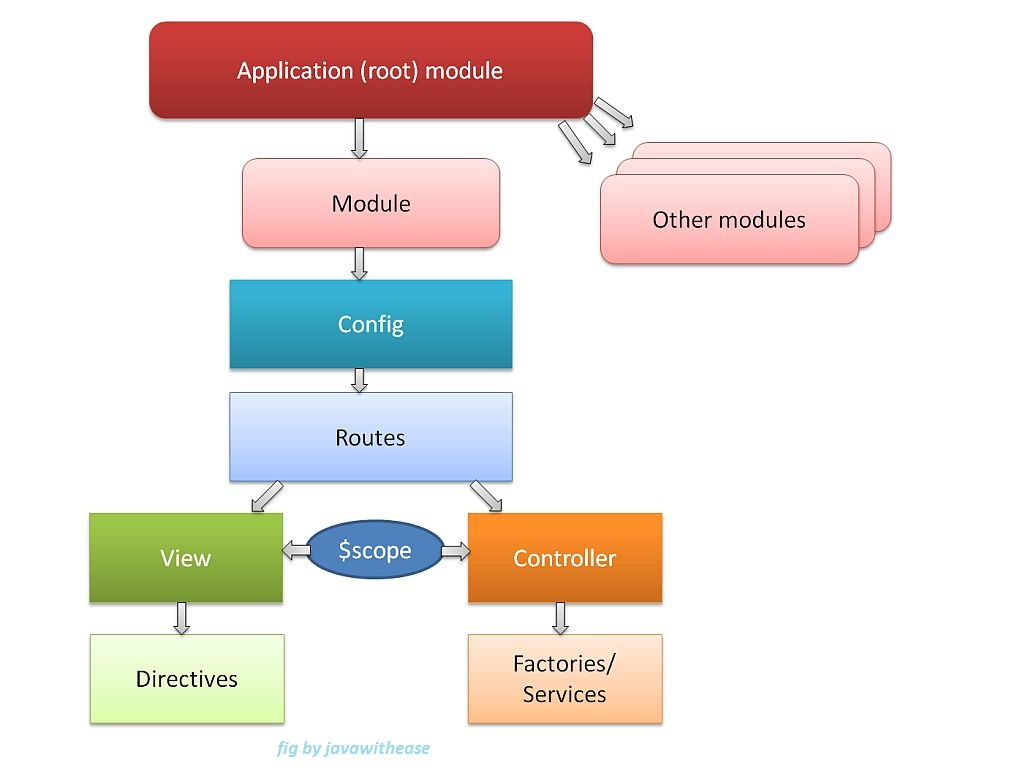 Application (root) module
Module
Other modules
Config
Routes
View
$scope
Controller
Directives
Factories/
Services
fig by javawithease